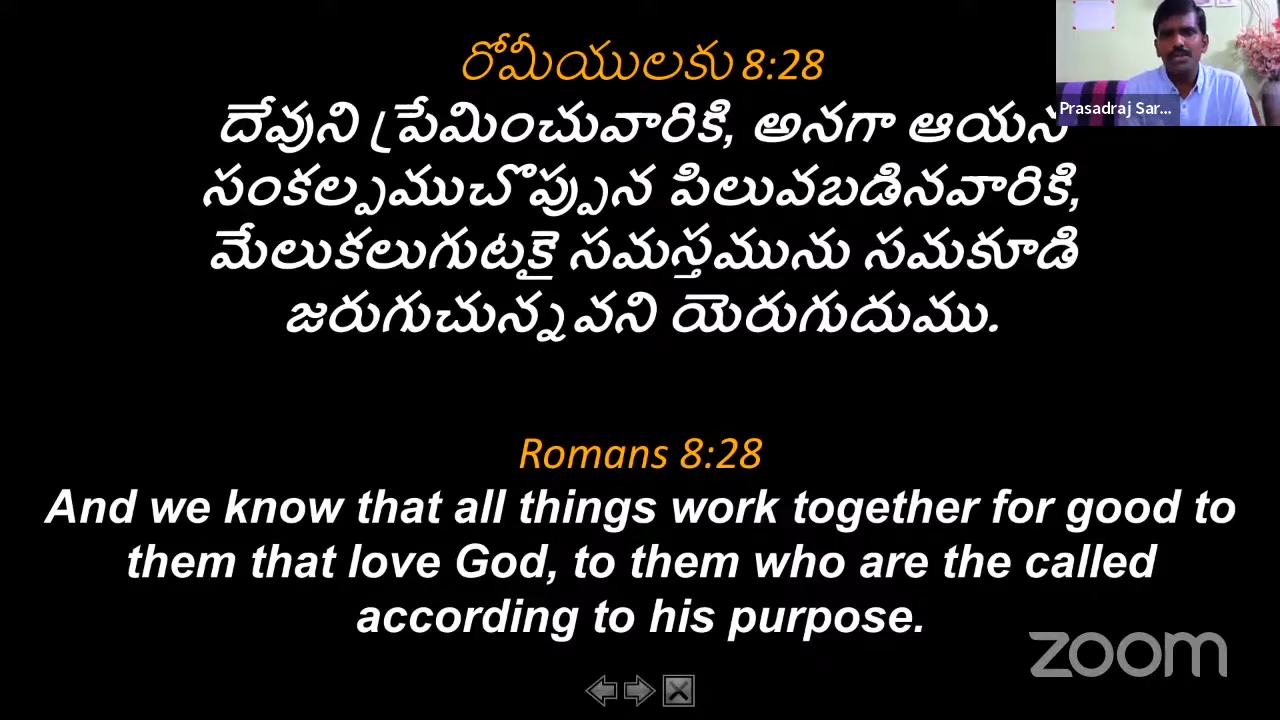 రోమీయులకు 8:28
దేవుని ప్రేమించువారికి, అనగా ఆయన
సంకల్పముచొప్పున పిలువబడినవారికి,
మేలుకలుగుటకై సమస్తమును సమకూడి
జరుగుచున్నవని యెరుగుదుము.
Prasadraj Sar...
Romans 8:28
And we know that all things work together for good to
them that love God, to them who are the called
according to his purpose.
zoom